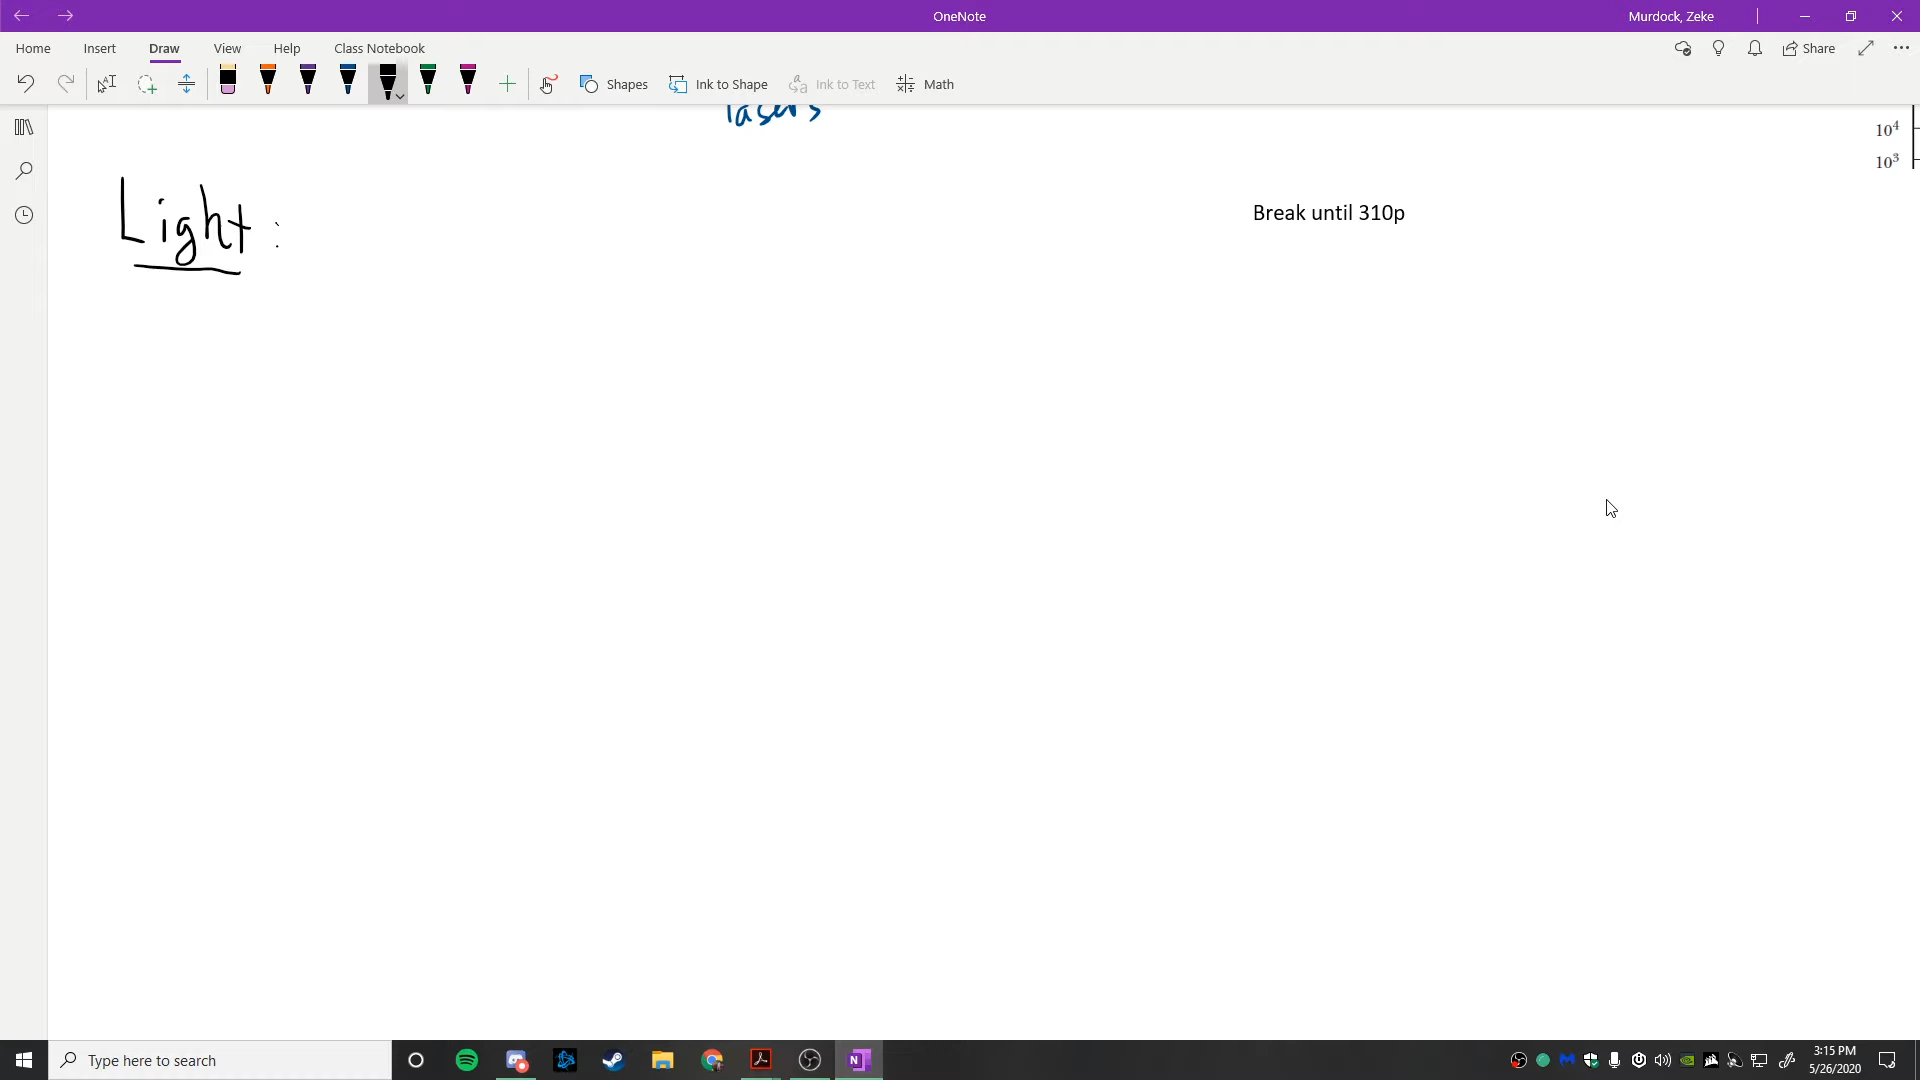 OneNote
Murdock, Zeke
Home Insert Draw View Help Class Notebook
Share
Shapes Ink to Shape Ink to Text Math
lasers
10⁴
10³
Light :
Break until 310p
Type here to search
3:15 PM
5/26/2020